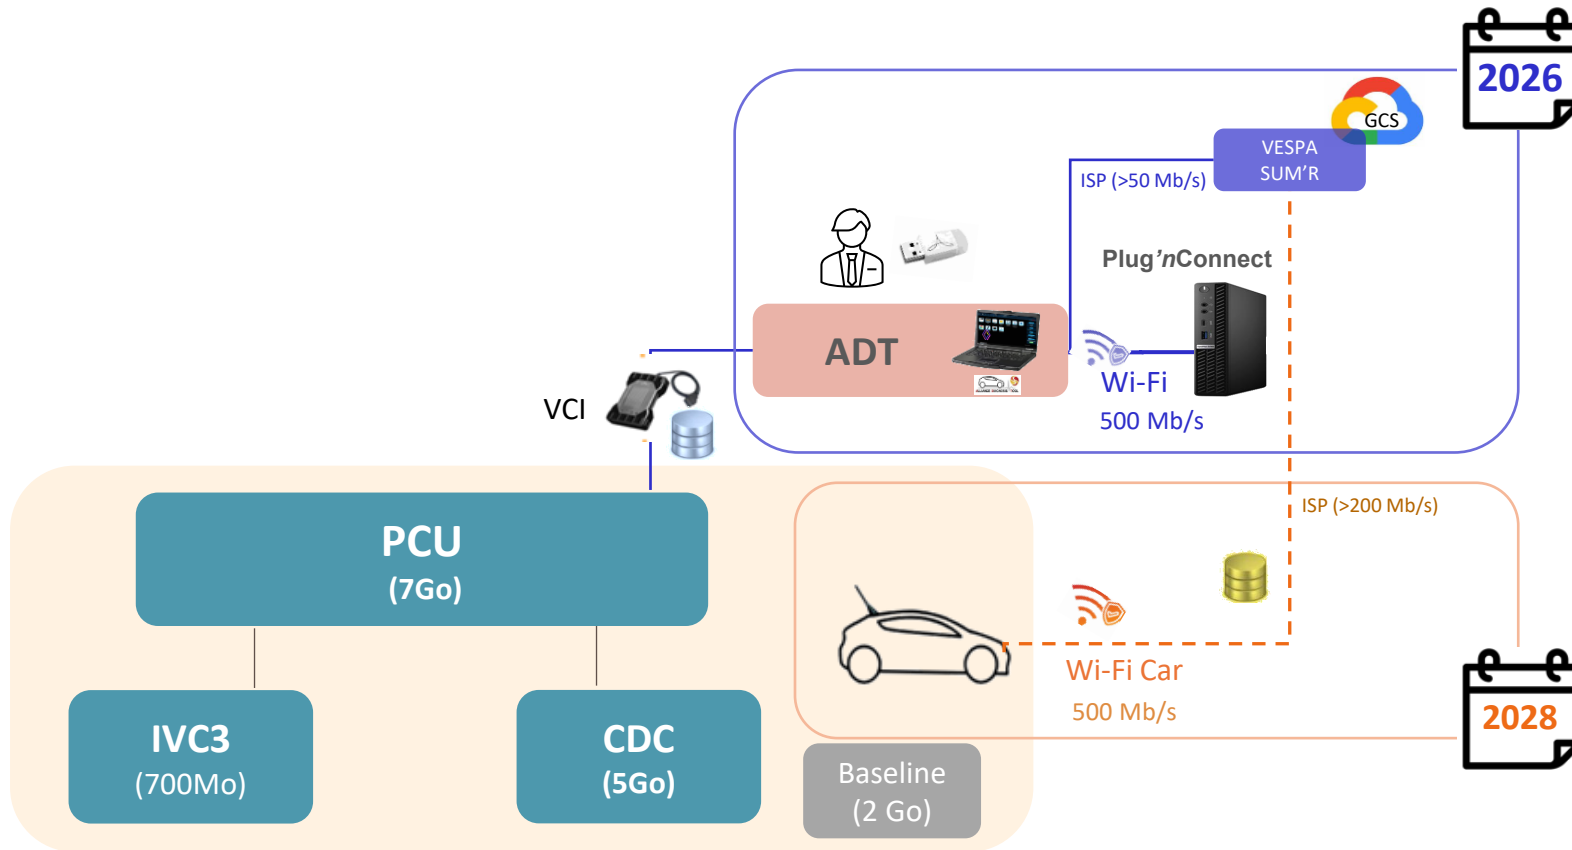 2026
GCS
VESPA
SUM'R
ISP (>50 Mb/s)
Plug'nConnect
ADT
Wi-Fi
500 Mb/s
VCI
PCU
(7Go)
ISP (>200 Mb/s)
IVC3
(700Mo)
CDC
(5Go)
Wi-Fi Car
500 Mb/s
2028
Baseline
(2 Go)